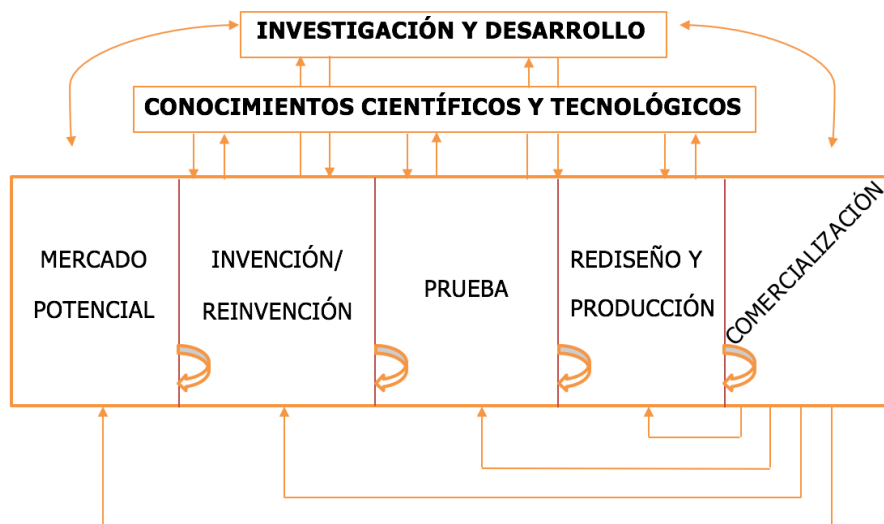 INVESTIGACIÓN Y DESARROLLO
CONOCIMIENTOS CIENTÍFICOS Y TECNOLÓGICOS
MERCADO
POTENCIAL
INVENCIÓN/
REINVENCIÓN
PRUEBA
REDISEÑO Y
PRODUCCIÓN
COMERCIALIZACIÓN